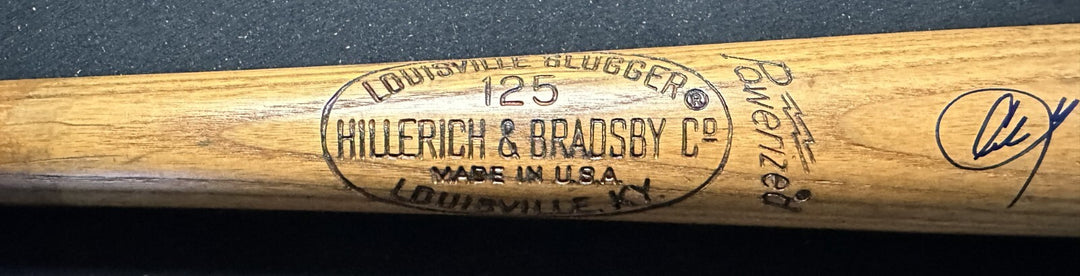 LOUISVILLE SLUGGER®
125
HILLERICH & BRADSBY Cᴼ
MADE IN U.S.A.
LOUISVILLE, KY.
Powerized